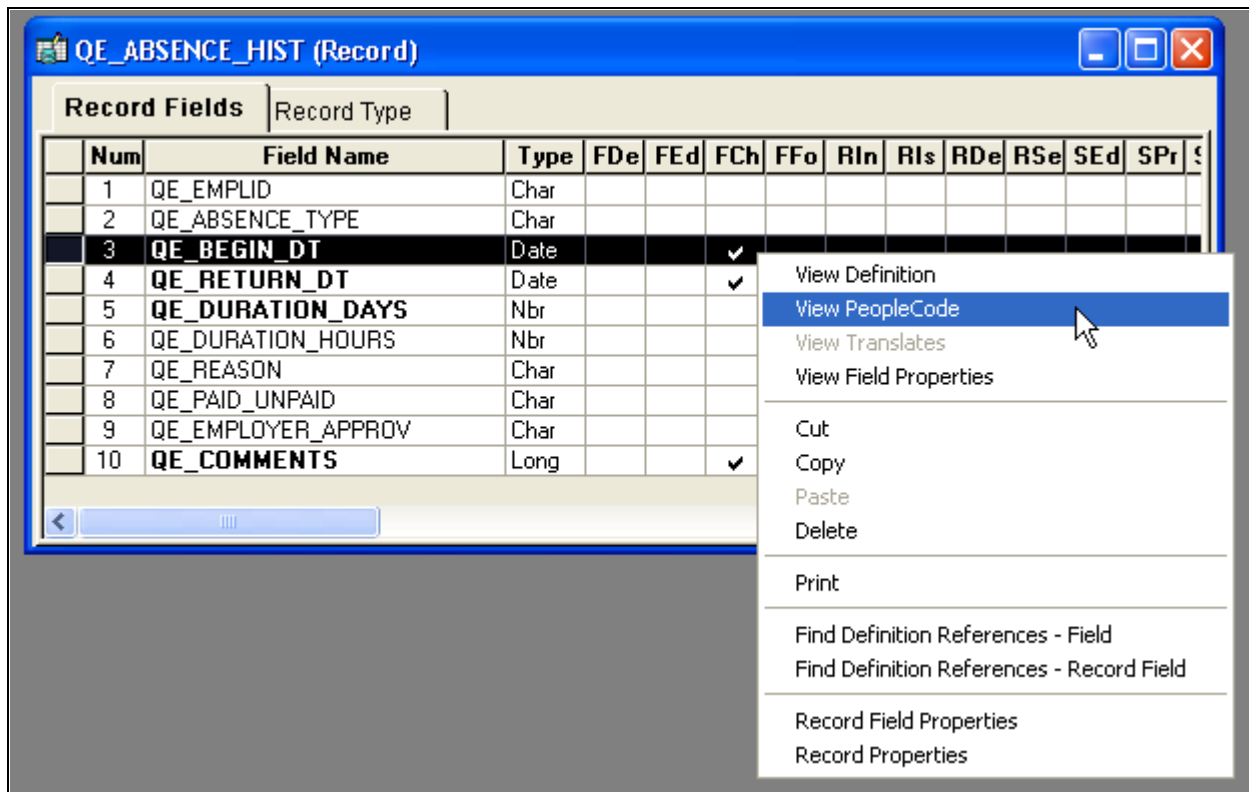 QE_ABSENCE_HIST (Record)
Record Fields Record Type
Num Field Name Type FDe FEd FCh FFo RIn RIs RDe RSe SEd SPr
1 QE_EMPLID Char
2 QE_ABSENCE_TYPE Char
3 QE_BEGIN_DT Date
4 QE_RETURN_DT Date
5 QE_DURATION_DAYS Nbr
6 QE_DURATION_HOURS Nbr
7 QE_REASON Char
8 QE_PAID_UNPAID Char
9 QE_EMPLOYER_APPROV Char
10 QE_COMMENTS Long
View Definition
View PeopleCode
View Translates
View Field Properties
Cut
Copy
Paste
Delete
Print
Find Definition References - Field
Find Definition References - Record Field
Record Field Properties
Record Properties